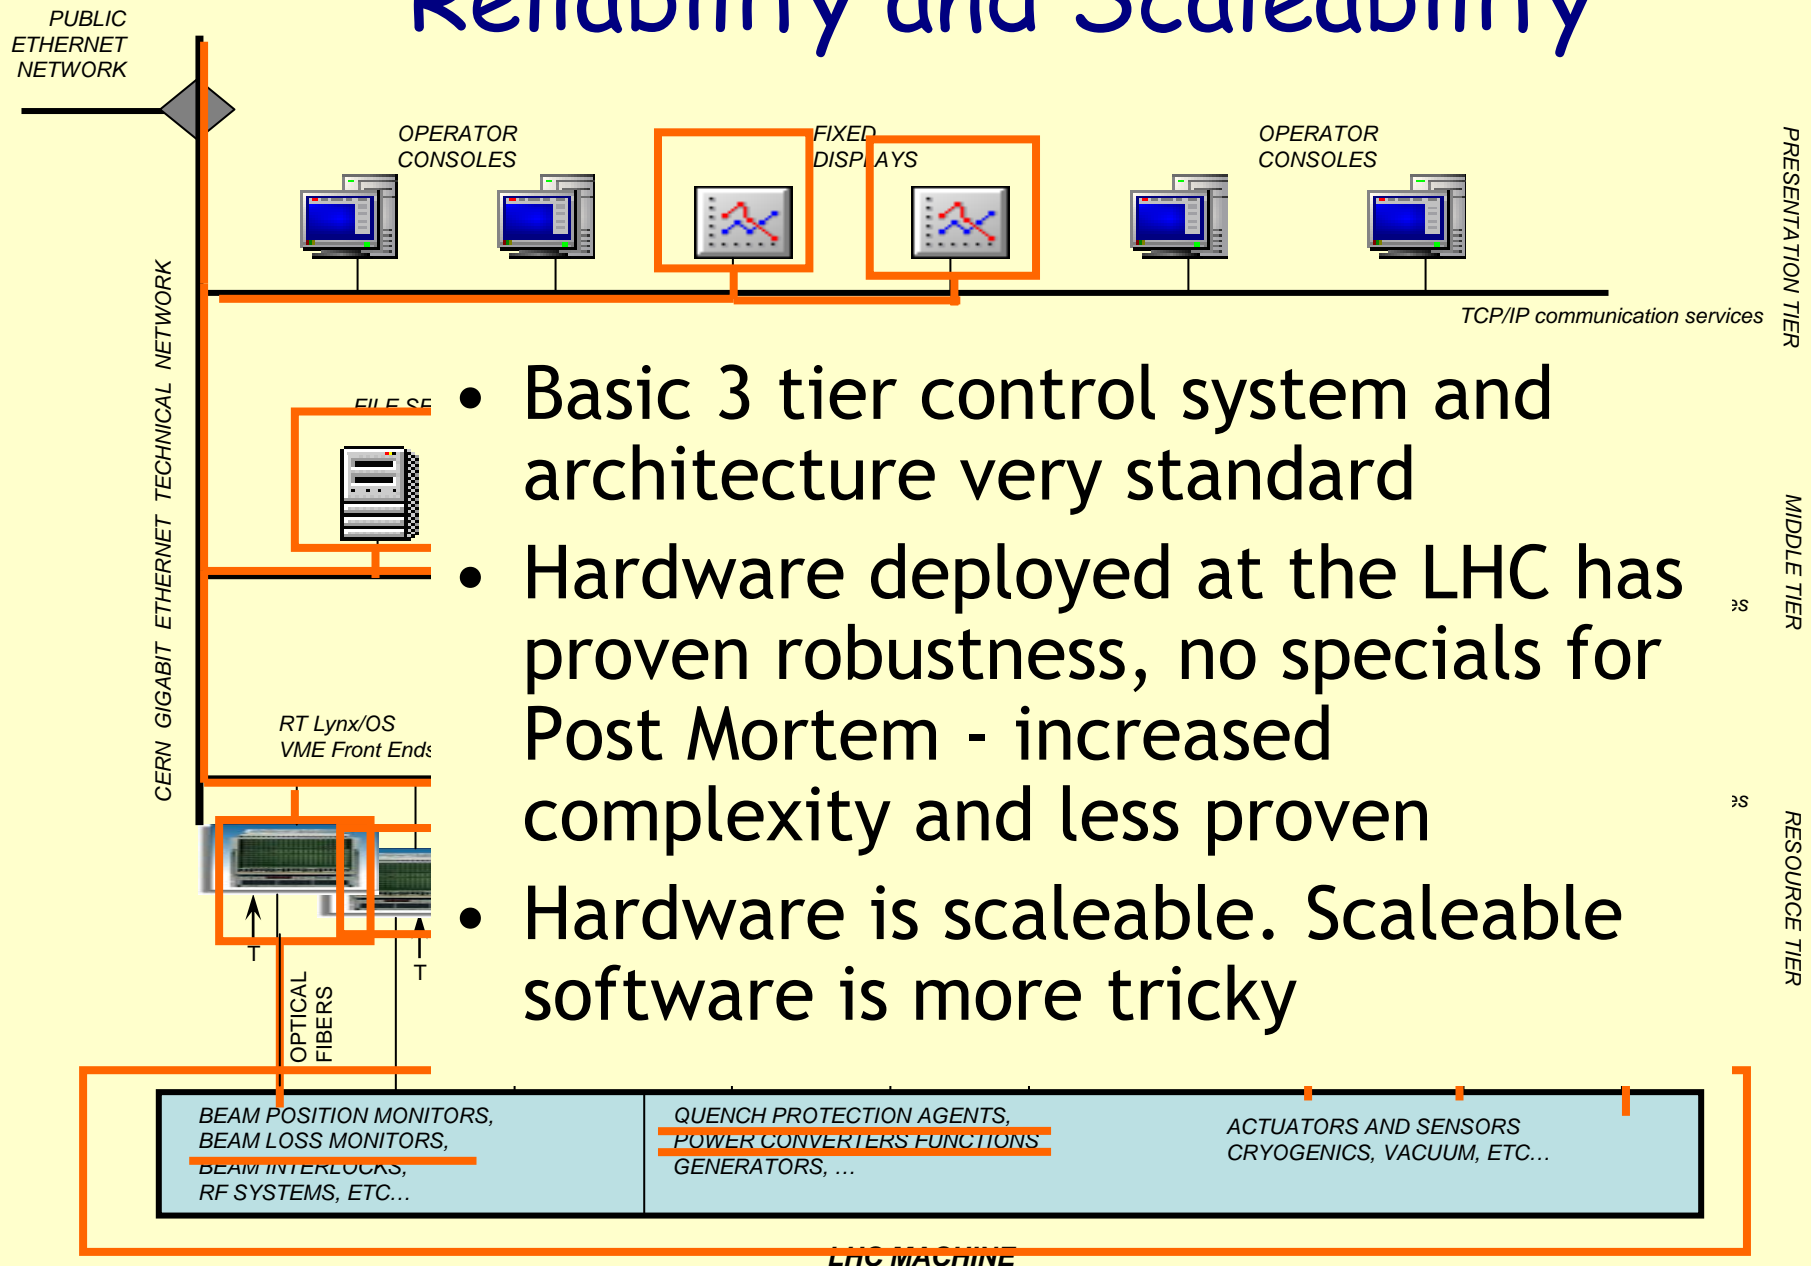 Reliability and Scaleability
PUBLIC
ETHERNET
NETWORK
OPERATOR
CONSOLES
FIXED
DISPLAYS
OPERATOR
CONSOLES
TCP/IP communication services
PRESENTATION TIER
CERN GIGABIT ETHERNET TECHNICAL NETWORK
FILE SE
• Basic 3 tier control system and
architecture very standard
• Hardware deployed at the LHC has
proven robustness, no specials for
Post Mortem - increased
complexity and less proven
• Hardware is scaleable. Scaleable
software is more tricky
MIDDLE TIER
es
RT Lynx/OS
VME Front Ends
es
RESOURCE TIER
T
T
OPTICAL
FIBERS
BEAM POSITION MONITORS,
BEAM LOSS MONITORS,
BEAM INTERLOCKS,
RF SYSTEMS, ETC…
QUENCH PROTECTION AGENTS,
POWER CONVERTERS FUNCTIONS
GENERATORS, …
ACTUATORS AND SENSORS
CRYOGENICS, VACUUM, ETC…
LHC MACHINE